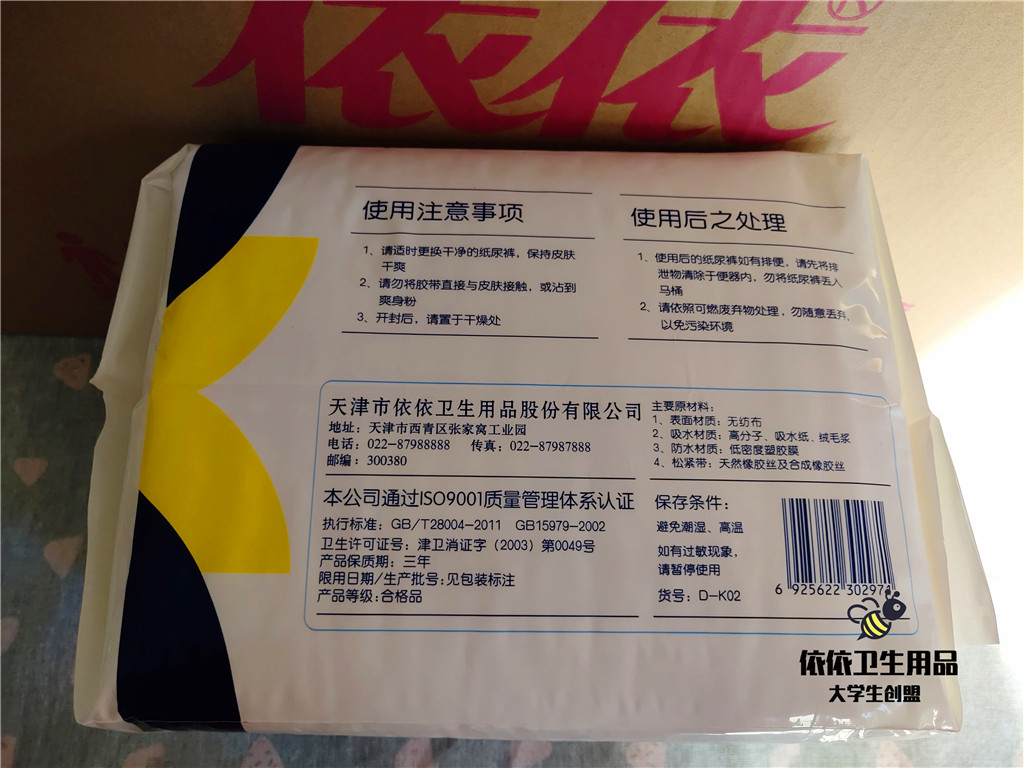 依依
使用注意事项
1、请适时更换干净的纸尿裤，保持皮肤
干爽
2、请勿将胶带直接与皮肤接触，或沾到
爽身粉
3、开封后，请置于干燥处
使用后之处理
1、使用后的纸尿裤如有排便，请先将排
泄物清除于便器内，勿将纸尿裤丢入
马桶
2、请依照可燃废弃物处理，勿随意丢弃，
以免污染环境
天津市依依卫生用品股份有限公司
地址：天津市西青区张家窝工业园
电话：022-87988888 传真：022-87987888
邮编：300380
本公司通过ISO9001质量管理体系认证
执行标准：GB/T28004-2011 GB15979-2002
卫生许可证号：津卫消证字（2003）第0049号
产品保质期：三年
限用日期/生产批号：见包装标注
产品等级：合格品
主要原材料：
1、表面材质：无纺布
2、吸水材质：高分子、吸水纸、绒毛浆
3、防水材质：低密度塑胶膜
4、松紧带：天然橡胶丝及合成橡胶丝
保存条件：
避免潮湿、高温
如有过敏现象，
请暂停使用
货号：D-K02
6 925622 302971
依依卫生用品
大学生创盟